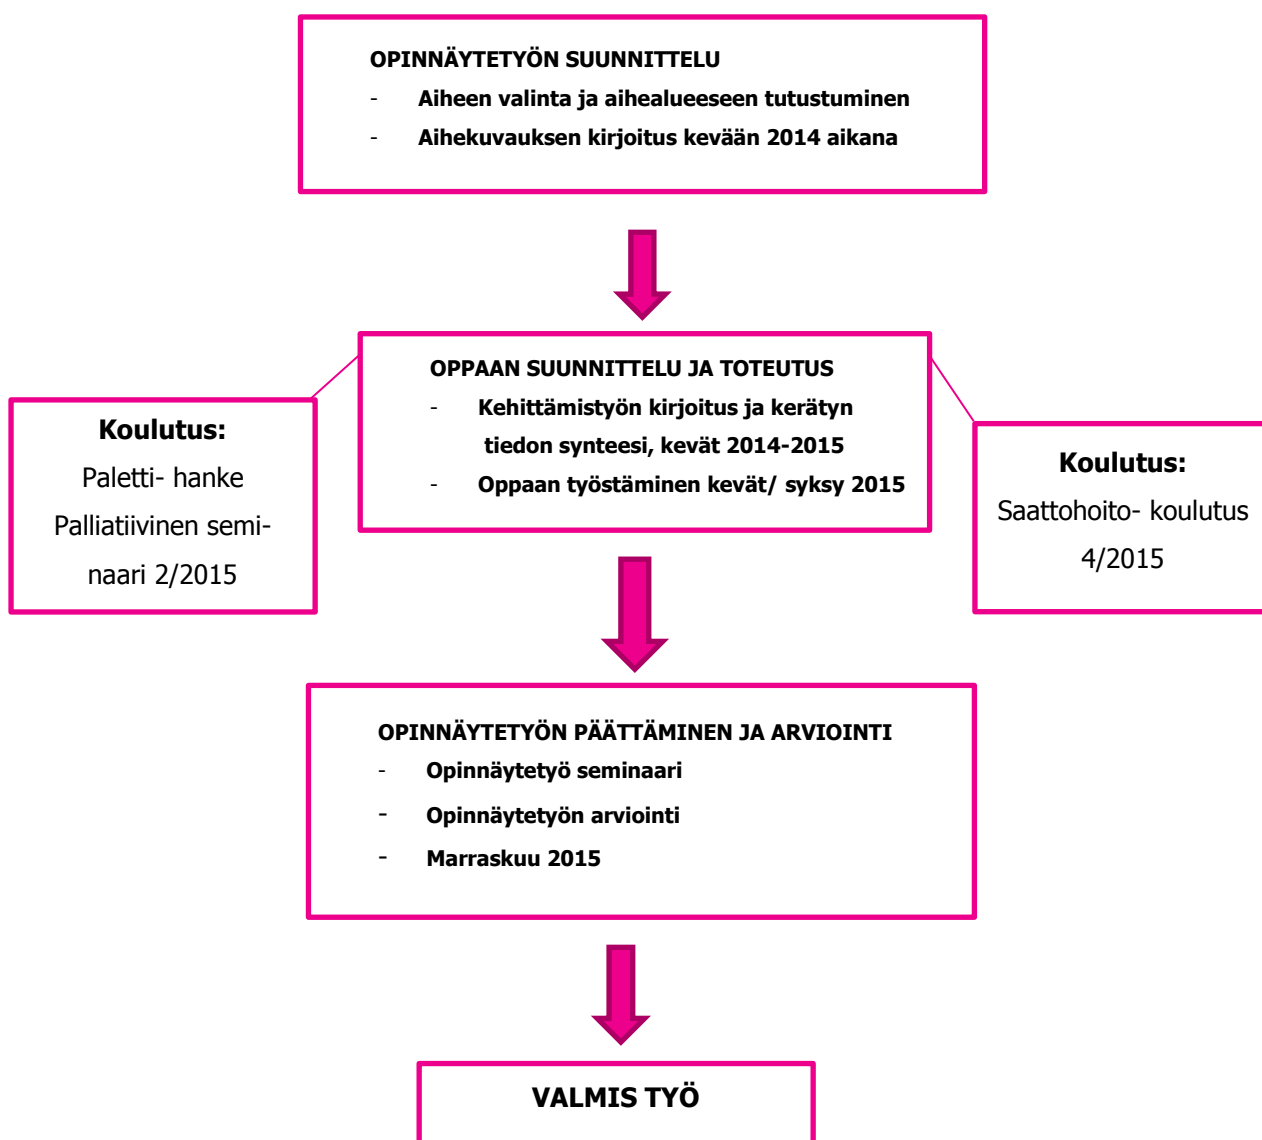 OPINNÄYTETYÖN SUUNNITTELU
- Aiheen valinta ja aihealueeseen tutustuminen
- Aihekuvauksen kirjoitus kevään 2014 aikana
OPPAAN SUUNNITTELU JA TOTEUTUS
- Kehittämistyön kirjoitus ja kerätyn
tiedon synteesi, kevät 2014-2015
- Oppaan työstäminen kevät/ syksy 2015
Koulutus:
Paletti- hanke
Palliatiivinen semi-
naari 2/2015
Koulutus:
Saattohoito- koulutus
4/2015
OPINNÄYTETYÖN PÄÄTTÄMINEN JA ARVIOINTI
- Opinnäytetyö seminaari
- Opinnäytetyön arviointi
- Marraskuu 2015
VALMIS TYÖ